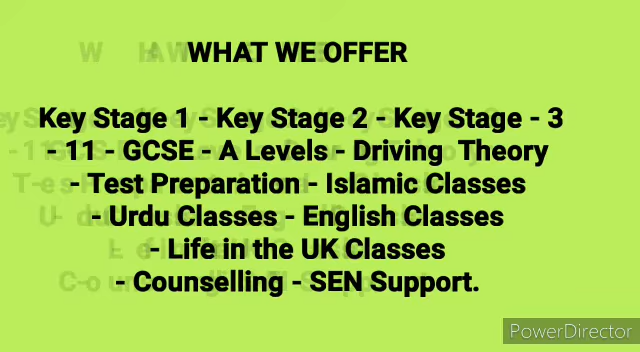 WHAT WE OFFER
Key Stage 1 - Key Stage 2 - Key Stage - 3
- 11 - GCSE - A Levels - Driving Theory
- Test Preparation - Islamic Classes
- Urdu Classes - English Classes
- Life in the UK Classes
- Counselling - SEN Support.
PowerDirector